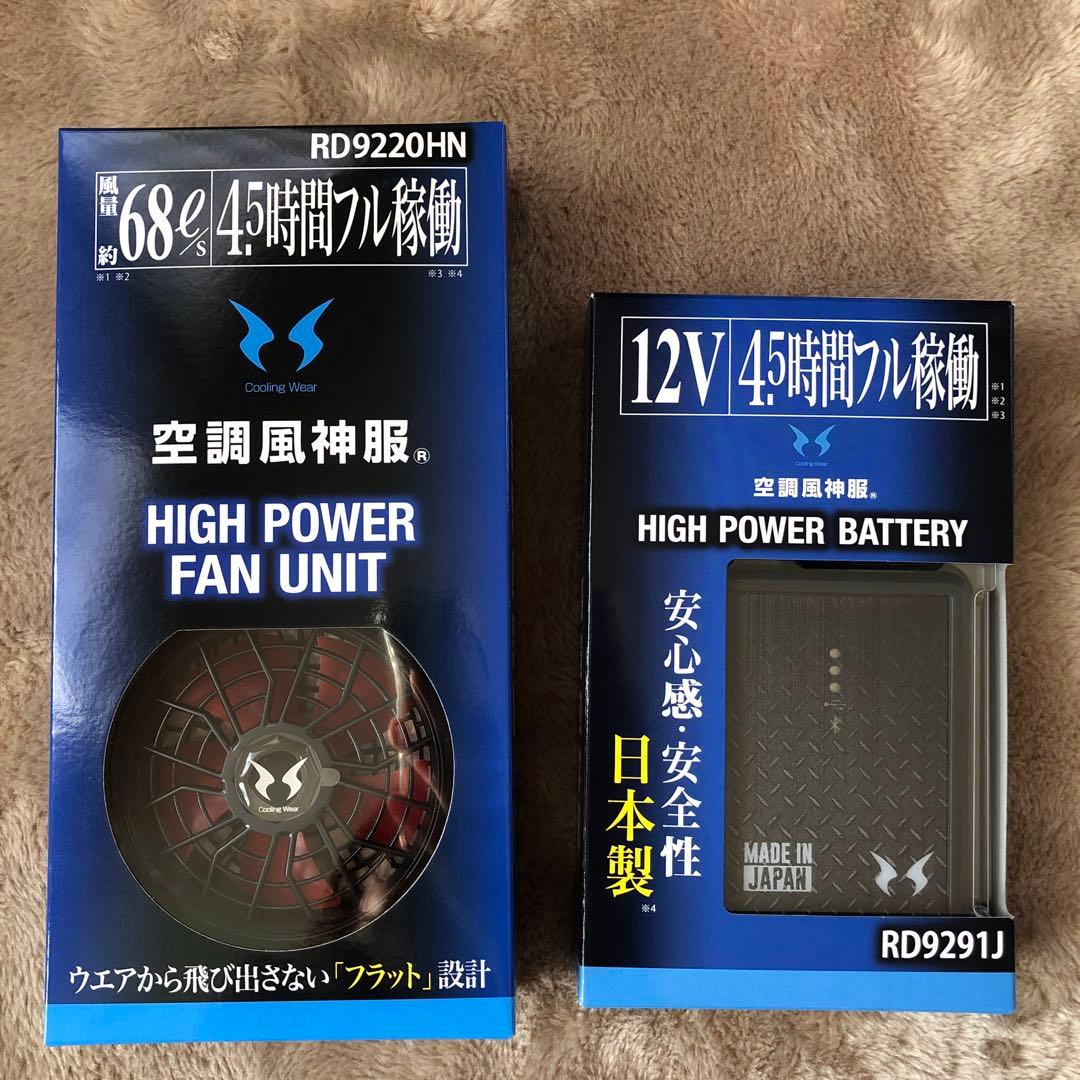 RD9220HN
風量 約68ℓ/s 4.5時間フル稼働
※1 ※2 ※3 ※4
Cooling Wear
空調風神服®
HIGH POWER
FAN UNIT
Cooling Wear
ウエアから飛び出さない「フラット」設計
12V 4.5時間フル稼働
※1
※2
※3
Cooling Wear
空調風神服®
HIGH POWER BATTERY
安心感・安全性
日本製
※4
MADE IN
JAPAN
RD9291J